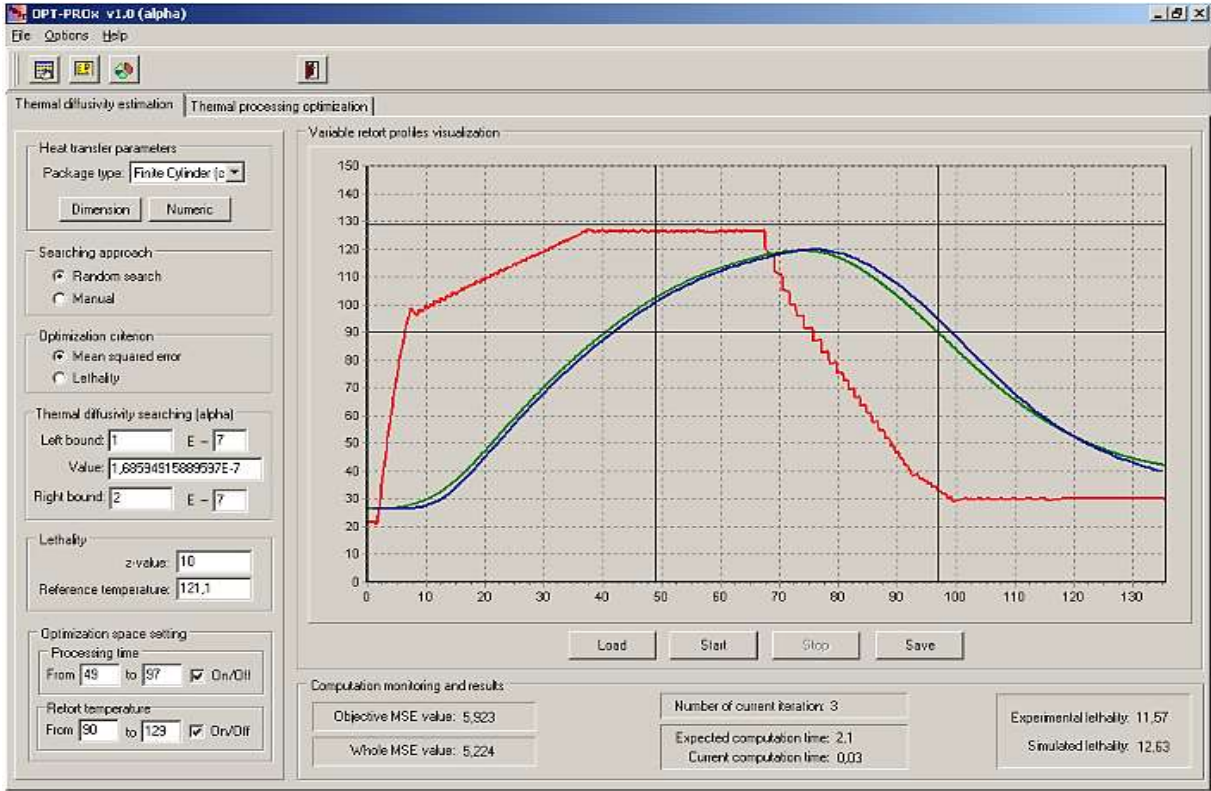 OPT-PROx v1.0 (alpha)
File Options Help
Thermal diffusivity estimation Thermal processing optimization
Heat transfer parameters
Package type: Finite Cylinder (c
Dimension Numeric
Searching approach
Random search
Manual
Optimization criterion
Mean squared error
Lethality
Thermal diffusivity searching (alpha)
Left bound: 1 E - 7
Value: 1,68594915889597E-7
Right bound: 2 E - 7
Lethality
z-value: 10
Reference temperature: 121,1
Optimization space setting
Processing time
From 49 to 97 On/Off
Retort temperature
From 90 to 129 On/Off
Variable retort profiles visualization
150
140
130
120
110
100
90
80
70
60
50
40
30
20
10
0
0 10 20 30 40 50 60 70 80 90 100 110 120 130
Load Start Stop Save
Computation monitoring and results
Objective MSE value: 5,923
Whole MSE value: 5,224
Number of current iteration: 3
Expected computation time: 2,1
Current computation time: 0,03
Experimental lethality: 11,57
Simulated lethality: 12,63